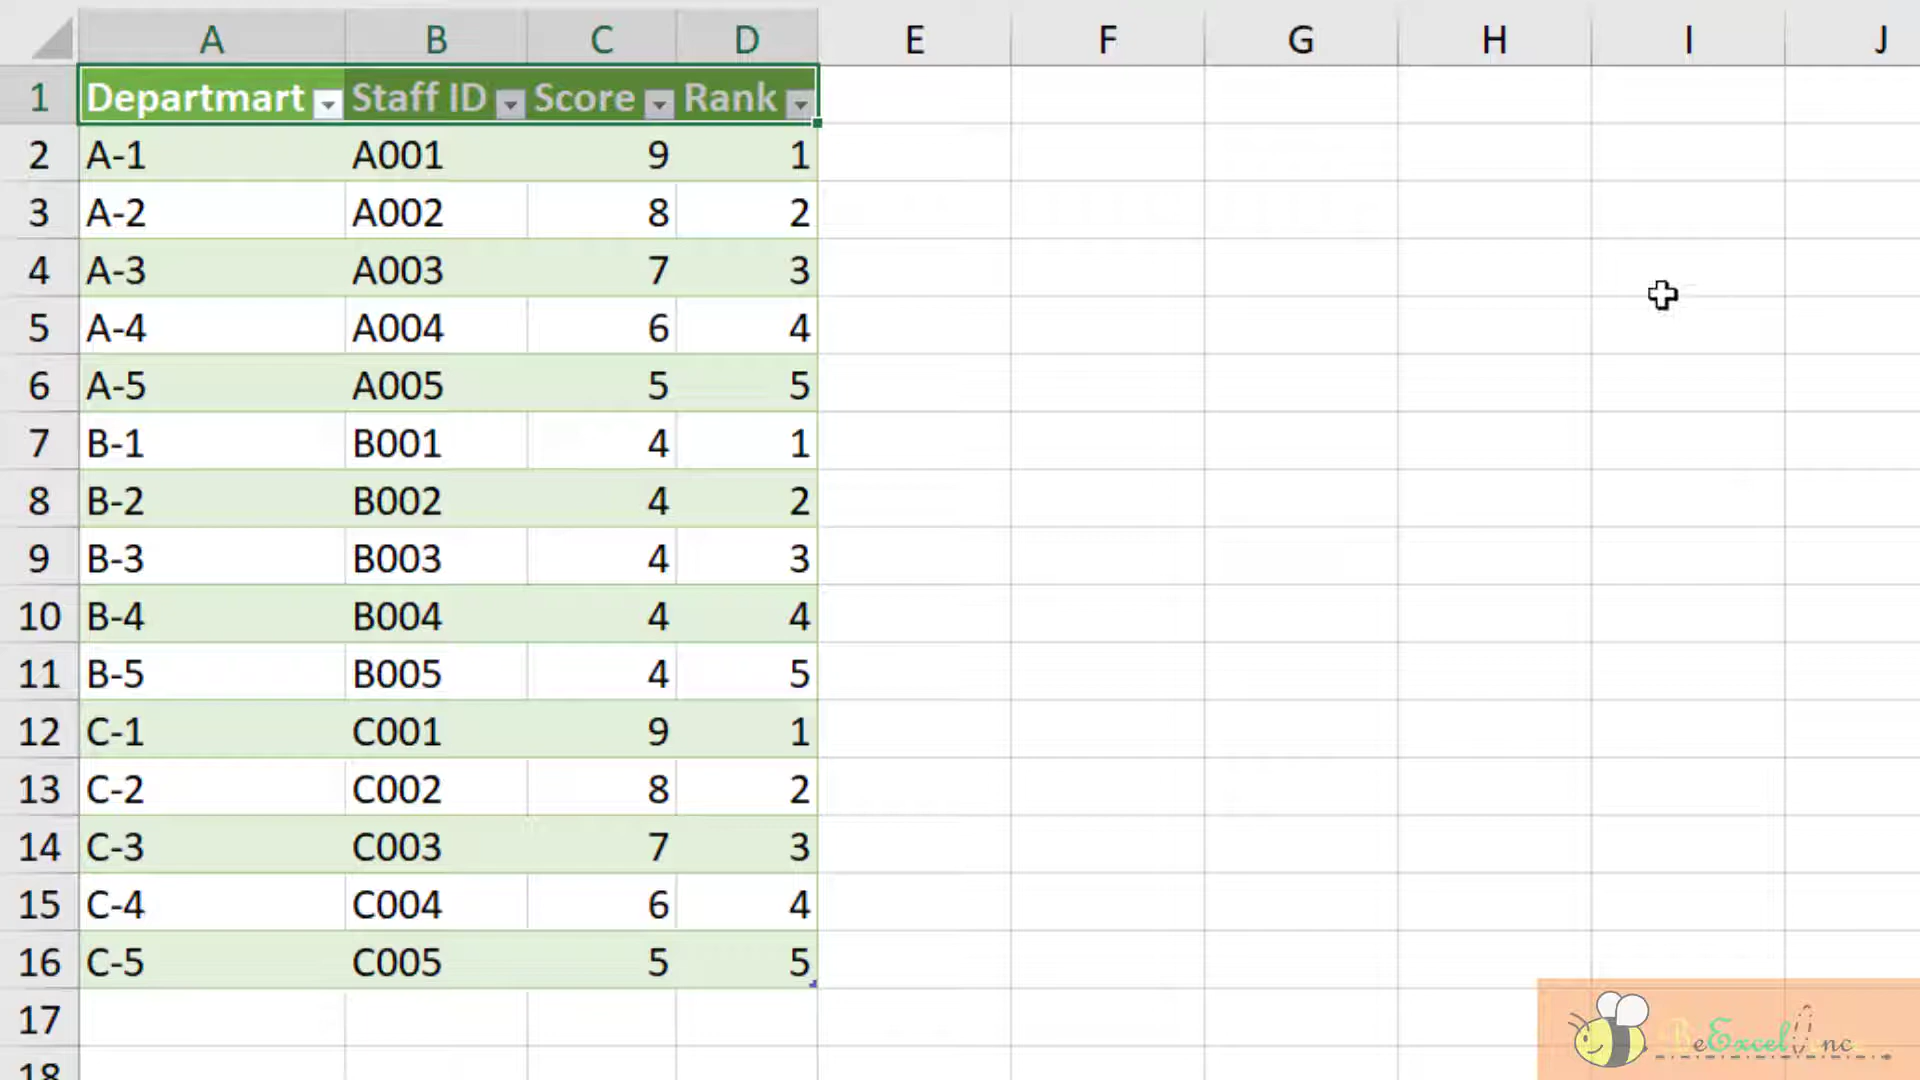 A B C D E F G H I J
1 Departmart Staff ID Score Rank
2 A-1 A001 9 1
3 A-2 A002 8 2
4 A-3 A003 7 3
5 A-4 A004 6 4
6 A-5 A005 5 5
7 B-1 B001 4 1
8 B-2 B002 4 2
9 B-3 B003 4 3
10 B-4 B004 4 4
11 B-5 B005 4 5
12 C-1 C001 9 1
13 C-2 C002 8 2
14 C-3 C003 7 3
15 C-4 C004 6 4
16 C-5 C005 5 5
17
18